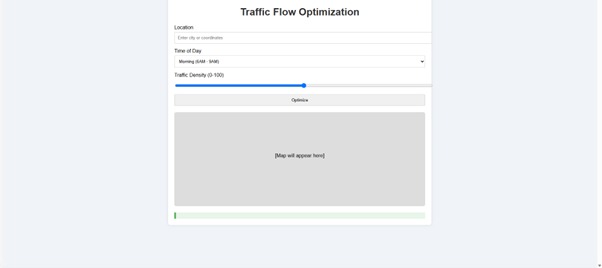 Traffic Flow Optimization
Location
Enter city or coordinates
Time of Day
Morning (6AM - 9AM)
Traffic Density (0-100)
Optimize
[Map will appear here]